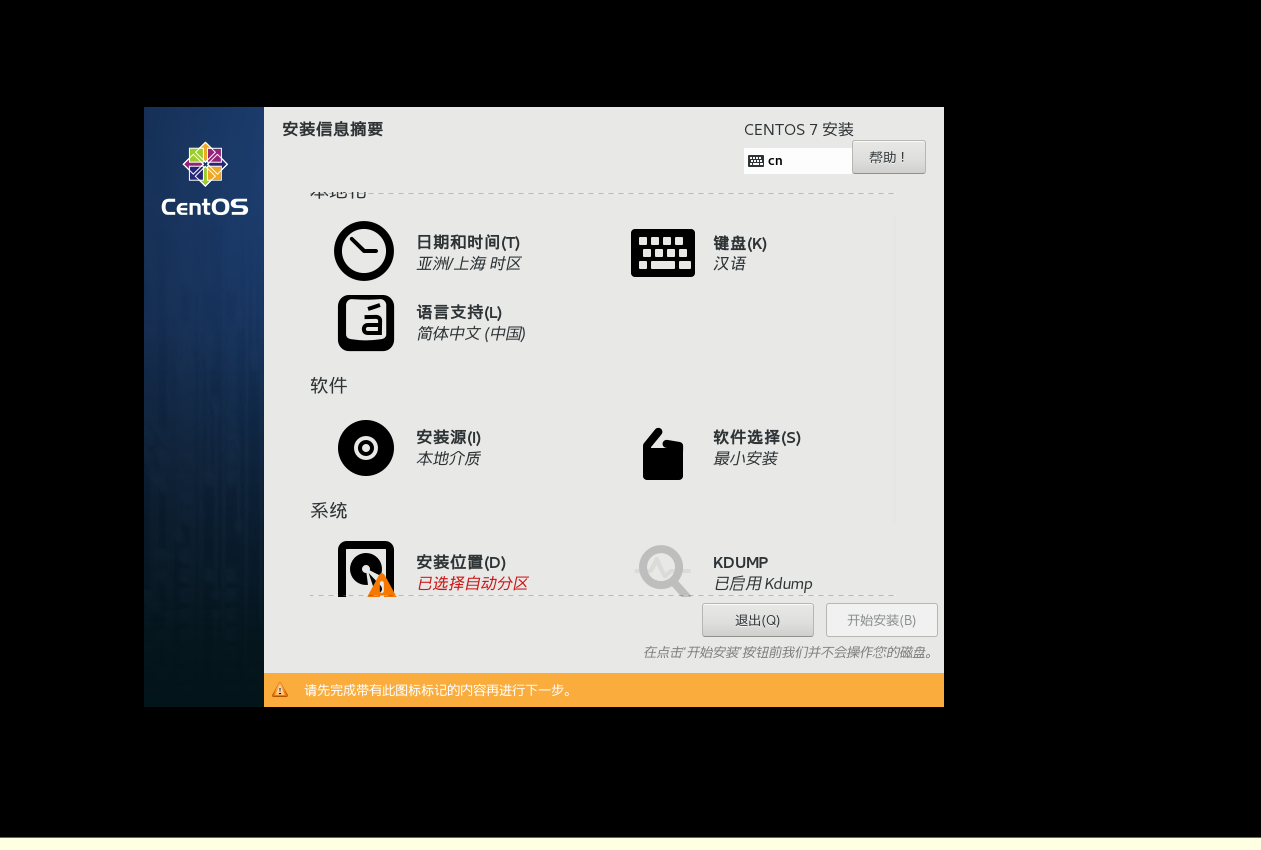 安装信息摘要
CENTOS 7 安装
cn
帮助！
CentOS
本地化
日期和时间(T)
亚洲/上海 时区
键盘(K)
汉语
语言支持(L)
简体中文 (中国)
软件
安装源(I)
本地介质
软件选择(S)
最小安装
系统
安装位置(D)
已选择自动分区
KDUMP
已启用 Kdump
退出(Q)
开始安装(B)
在点击“开始安装”按钮前我们并不会操作您的磁盘。
请先完成带有此图标标记的内容再进行下一步。